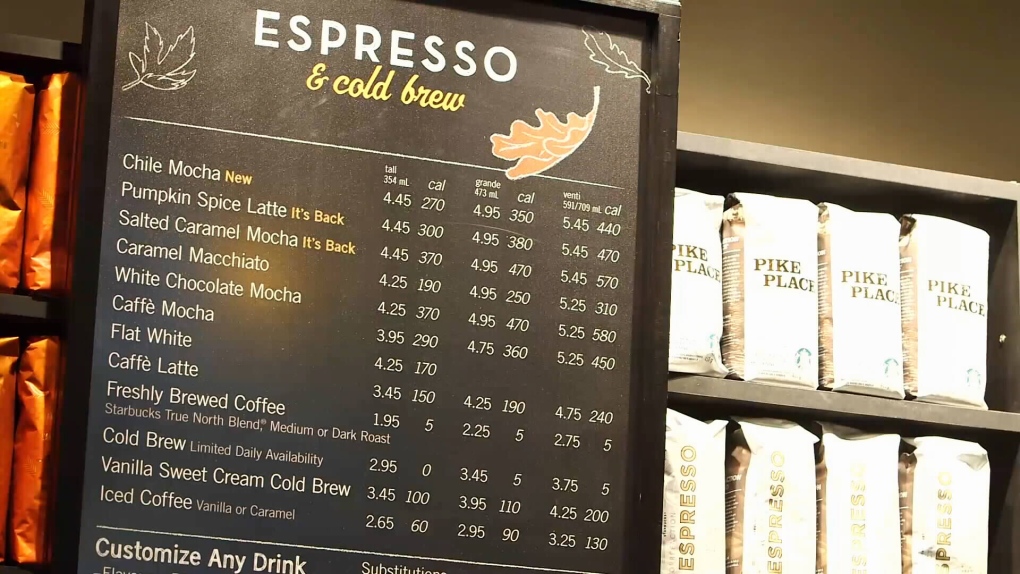 ESPRESSO
& cold brew
tall cal grande cal venti cal
354 mL 473 mL 591/709 mL
Chile Mocha New 4.45 270 4.95 350 5.45 440
Pumpkin Spice Latte It's Back 4.45 300 4.95 380 5.45 470
Salted Caramel Mocha It's Back 4.45 370 4.95 470 5.45 570
Caramel Macchiato 4.25 190 4.95 250 5.25 310
White Chocolate Mocha 4.25 370 4.95 470 5.25 580
Caffè Mocha 3.95 290 4.75 360 5.25 450
Flat White 4.25 170
Caffè Latte 3.45 150 4.25 190 4.75 240
Freshly Brewed Coffee 1.95 5 2.25 5 2.75 5
Starbucks True North Blend,® Medium or Dark Roast
Cold Brew Limited Daily Availability 2.95 0 3.45 5 3.75 5
Vanilla Sweet Cream Cold Brew 3.45 100 3.95 110 4.25 200
Iced Coffee Vanilla or Caramel 2.65 60 2.95 90 3.25 130
Customize Any Drink
Substitutions
PIKE
PLACE
PIKE
PLACE
PIKE
PLACE
PIKE
PLACE
ESPRESSO
ESPRESSO
ESPRESSO
ESPRESSO